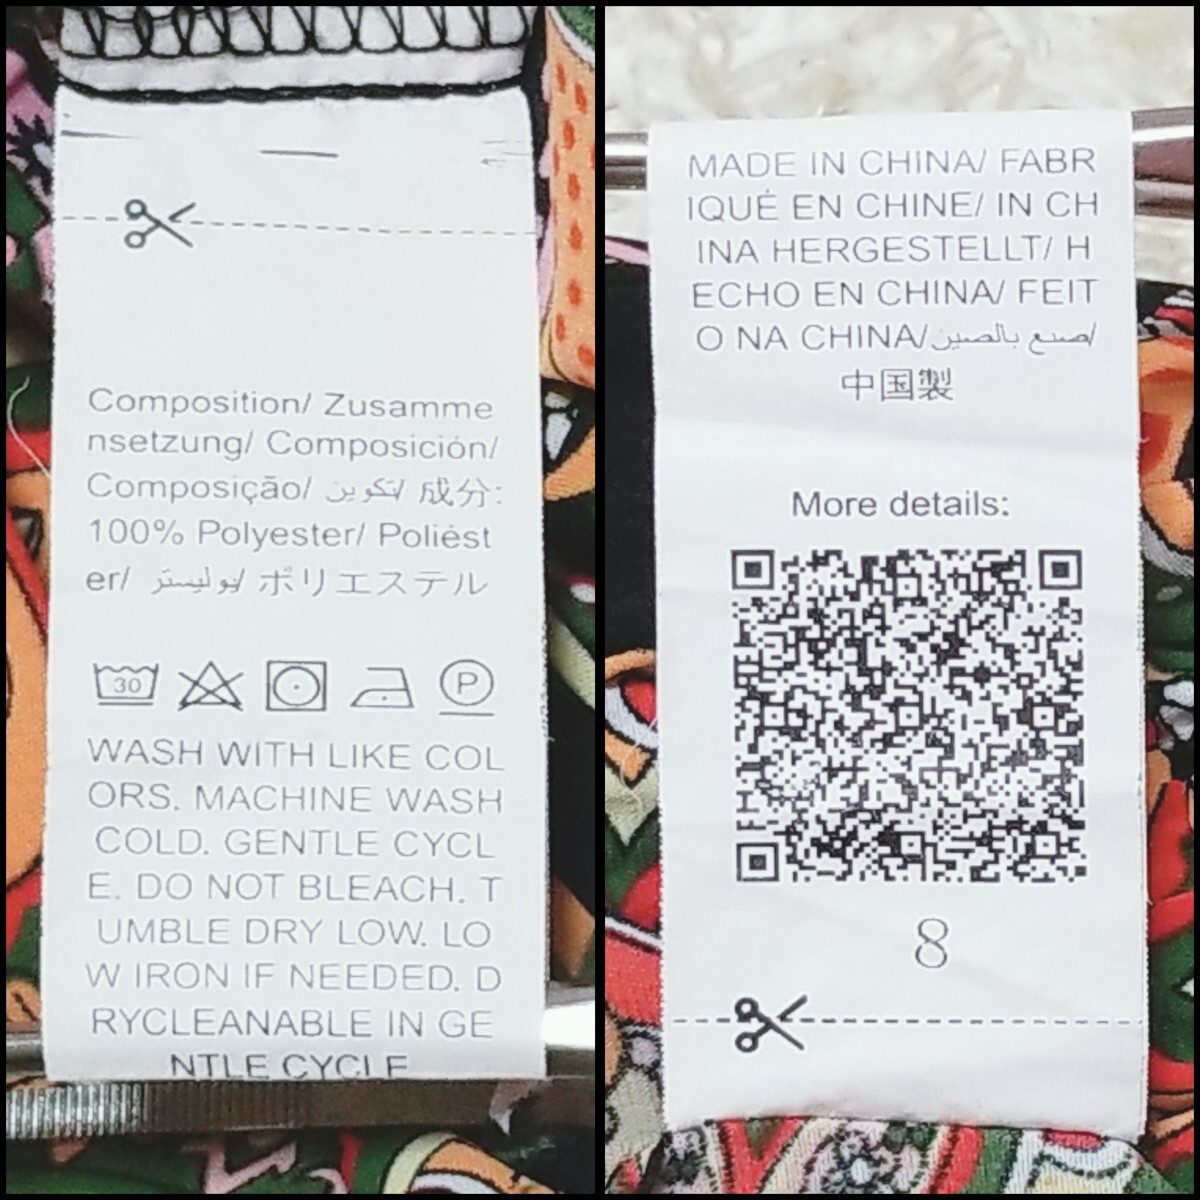 Composition/ Zusamme
nsetzung/ Composición/
Composição/ تكوين/ 成分:
100% Polyester/ Poliést
er/ بوليستر/ ポリエステル
30
P
WASH WITH LIKE COL
ORS. MACHINE WASH
COLD. GENTLE CYCL
E. DO NOT BLEACH. T
UMBLE DRY LOW. LO
W IRON IF NEEDED. D
RYCLEANABLE IN GE
NTLE CYCLE
MADE IN CHINA/ FABR
IQUÉ EN CHINE/ IN CH
INA HERGESTELLT/ H
ECHO EN CHINA/ FEIT
O NA CHINA/صنع بالصين/
中国製
More details:
8